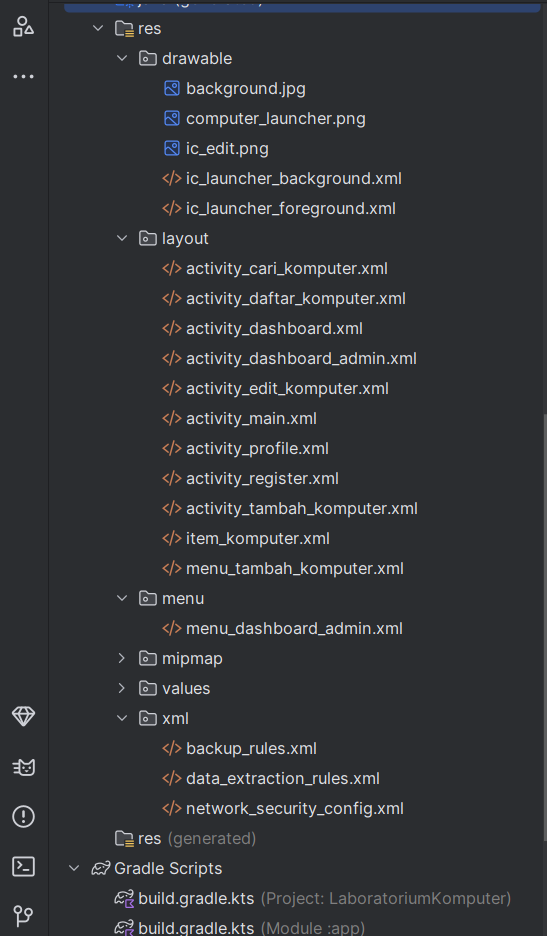 res
drawable
background.jpg
computer_launcher.png
ic_edit.png
ic_launcher_background.xml
ic_launcher_foreground.xml
layout
activity_cari_komputer.xml
activity_daftar_komputer.xml
activity_dashboard.xml
activity_dashboard_admin.xml
activity_edit_komputer.xml
activity_main.xml
activity_profile.xml
activity_register.xml
activity_tambah_komputer.xml
item_komputer.xml
menu_tambah_komputer.xml
menu
menu_dashboard_admin.xml
mipmap
values
xml
backup_rules.xml
data_extraction_rules.xml
network_security_config.xml
res (generated)
Gradle Scripts
build.gradle.kts (Project: LaboratoriumKomputer)
build.gradle.kts (Module :app)